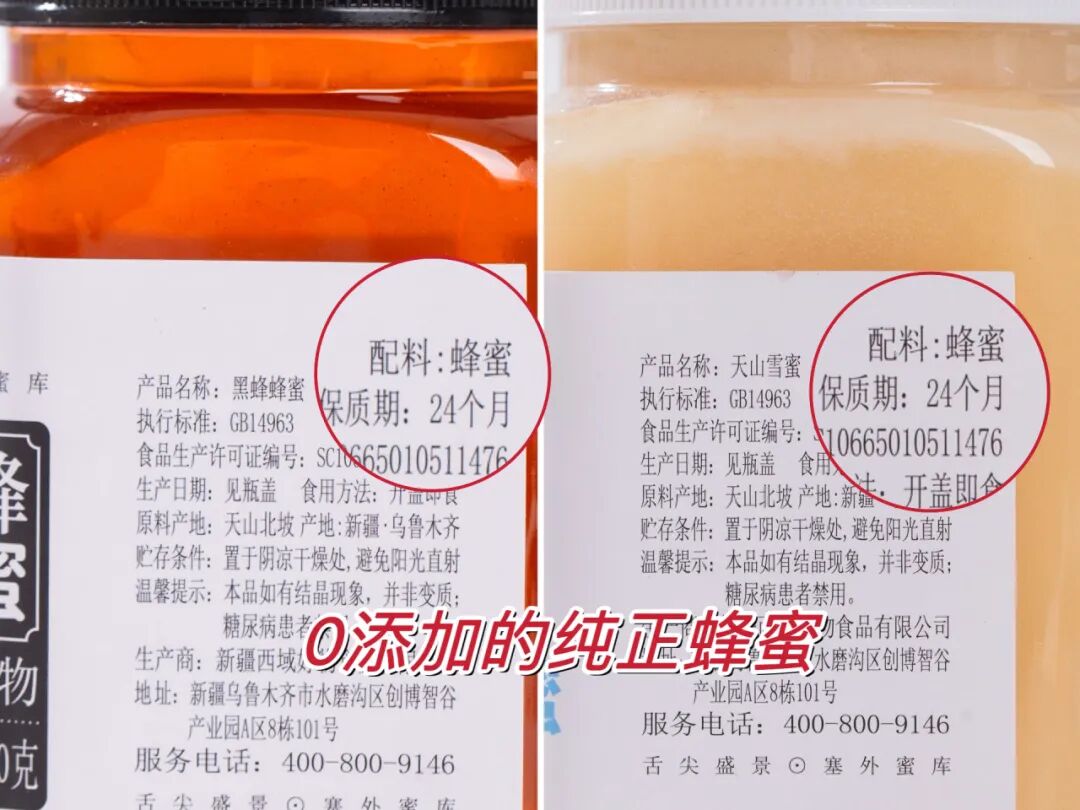 蜜库
蜂
蜜
物
0克
产品名称：黑蜂蜂蜜
配料:蜂蜜
执行标准：GB14963
保质期：24个月
食品生产许可证编号：SC10665010511476
生产日期：见瓶盖 食用方法：开盖即食
原料产地：天山北坡 产地:新疆·乌鲁木齐
贮存条件：置于阴凉干燥处,避免阳光直射
温馨提示：本品如有结晶现象，并非变质；
糖尿病患者
生产商：新疆西域
地址：新疆乌鲁木齐市水磨沟区创博智谷
产业园A区8栋101号
服务电话：400-800-9146
舌尖盛景⊙塞外蜜库
产品名称：天山雪蜜
配料:蜂蜜
执行标准：GB14963
保质期：24个月
食品生产许可证编号：SC10665010511476
生产日期：见瓶盖 食用 法：开盖即食
原料产地：天山北坡 产地:新疆
贮存条件：置于阴凉干燥处,避免阳光直射
温馨提示：本品如有结晶现象，并非变质；
糖尿病患者禁用。
物食品有限公司
水磨沟区创博智谷
产业园A区8栋101号
服务电话：400-800-9146
舌尖盛景⊙塞外蜜库
0添加的纯正蜂蜜